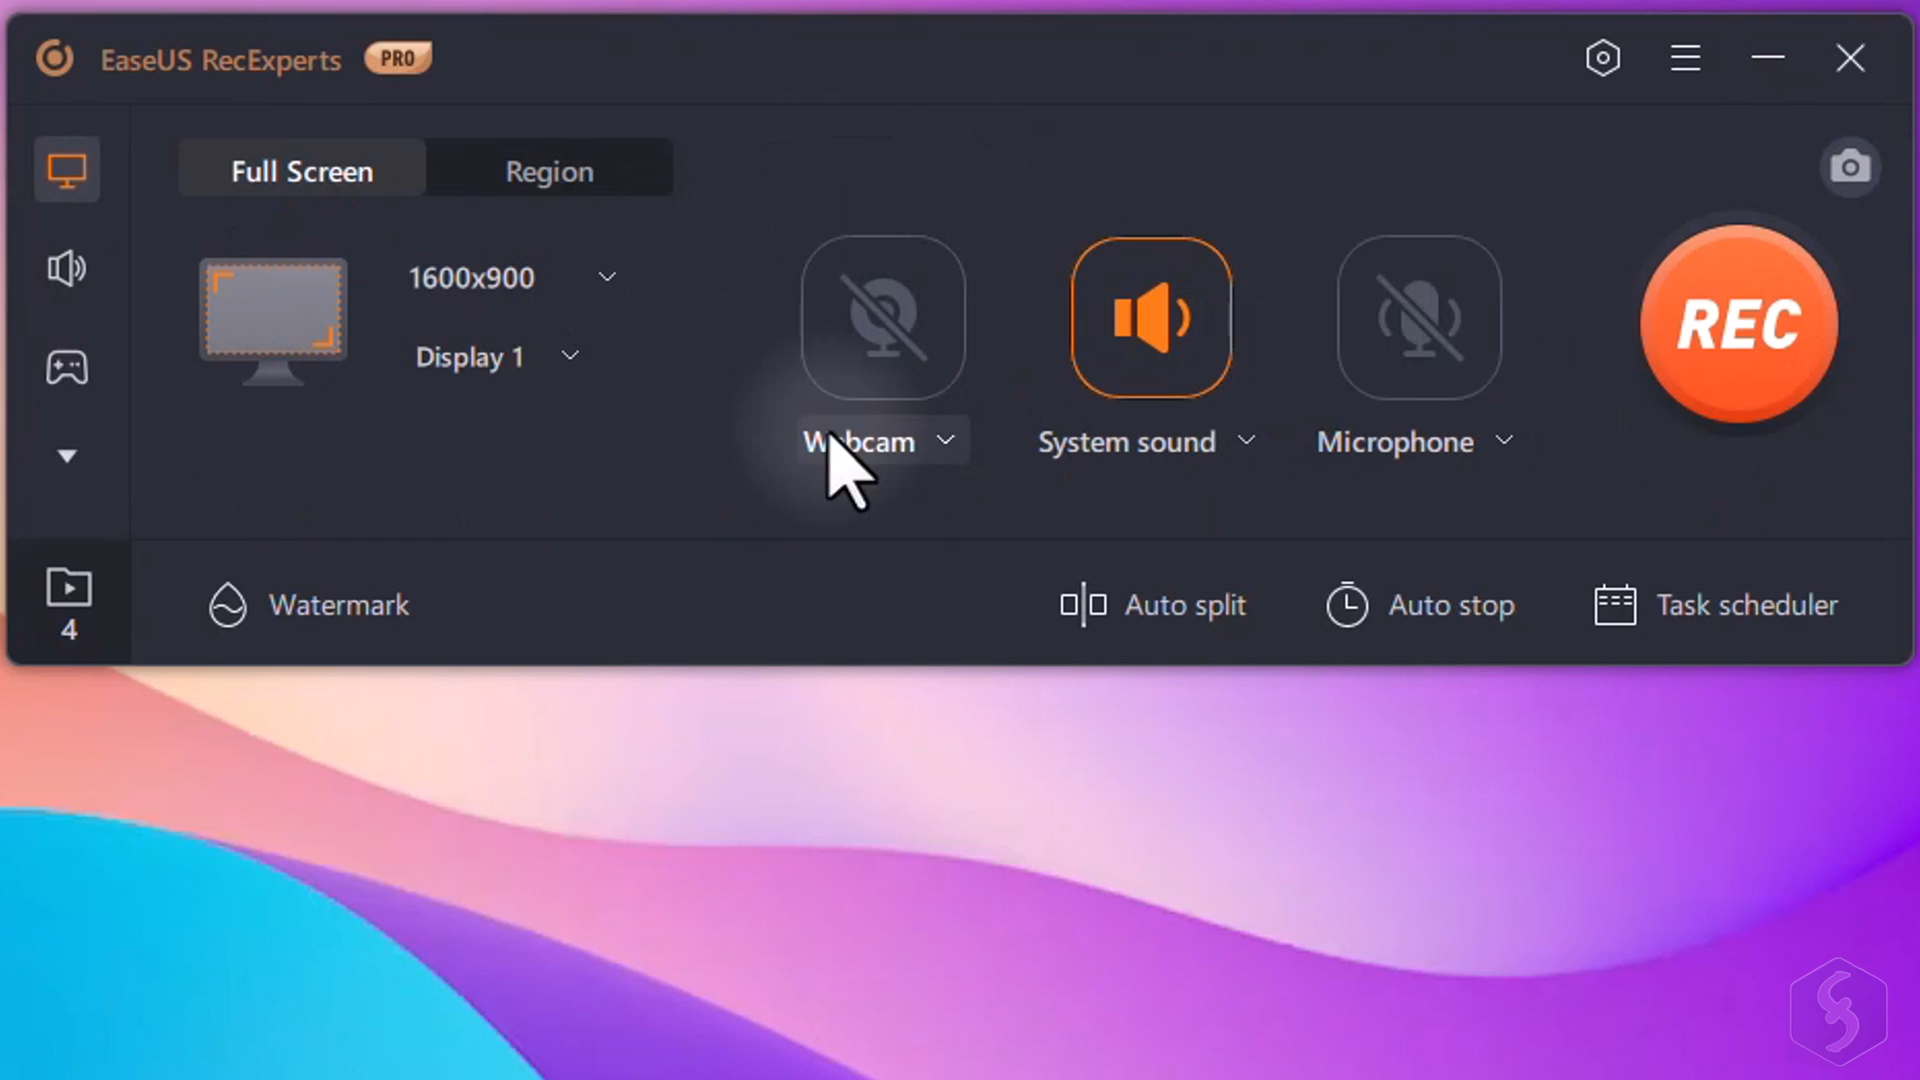 EaseUS RecExperts PRO
Full Screen Region
1600x900
Display 1
REC
Webcam System sound Microphone
4
Watermark Auto split Auto stop Task scheduler